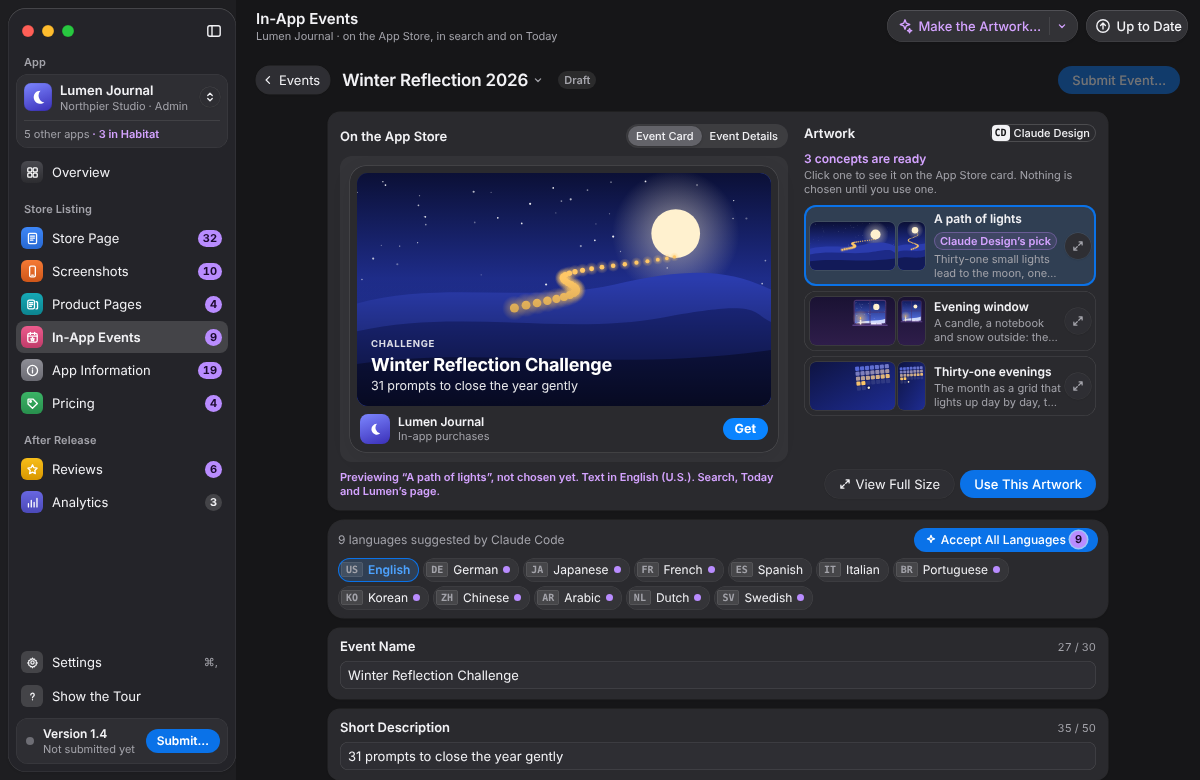 App
Lumen Journal
Northpier Studio · Admin
5 other apps · 3 in Habitat
Overview
Store Listing
Store Page 32
Screenshots 10
Product Pages 4
In-App Events 9
App Information 19
Pricing 4
After Release
Reviews 6
Analytics 3
Settings ⌘,
? Show the Tour
Version 1.4
Not submitted yet
Submit...
In-App Events
Lumen Journal · on the App Store, in search and on Today
Make the Artwork...
Up to Date
Events
Winter Reflection 2026
Draft
Submit Event...
On the App Store
Event Card Event Details
CHALLENGE
Winter Reflection Challenge
31 prompts to close the year gently
Lumen Journal
In-app purchases
Get
Previewing “A path of lights”, not chosen yet. Text in English (U.S.). Search, Today
and Lumen’s page.
Artwork
CD Claude Design
3 concepts are ready
Click one to see it on the App Store card. Nothing is
chosen until you use one.
A path of lights
Claude Design’s pick
Thirty-one small lights
lead to the moon, one...
Evening window
A candle, a notebook
and snow outside: the...
Thirty-one evenings
The month as a grid that
lights up day by day, t...
View Full Size
Use This Artwork
9 languages suggested by Claude Code
Accept All Languages 9
US English DE German JA Japanese FR French ES Spanish IT Italian BR Portuguese
KO Korean ZH Chinese AR Arabic NL Dutch SV Swedish
Event Name 27 / 30
Winter Reflection Challenge
Short Description 35 / 50
31 prompts to close the year gently